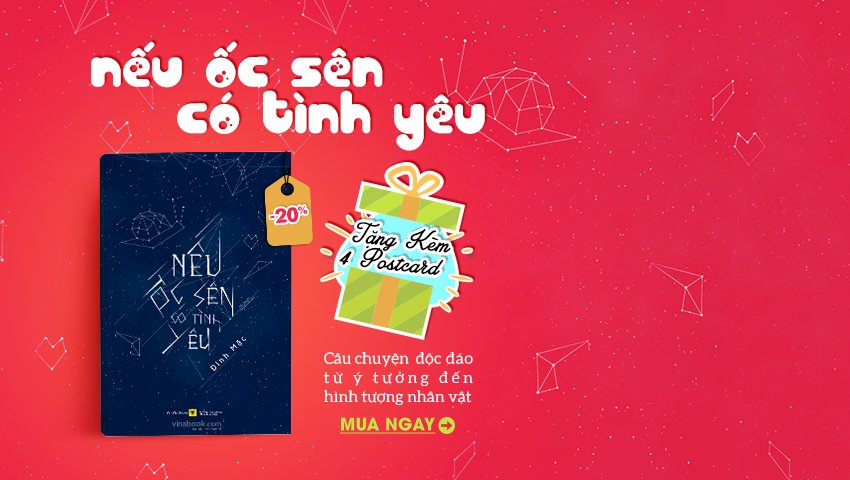 nếu ốc sên
có tình yêu
-20%
NẾU
ỐC SÊN
CÓ TÌNH
YÊU
Đinh Mặc
vinabook.com
Tặng Kèm
4 Postcard
Câu chuyện độc đáo
từ ý tưởng đến
hình tượng nhân vật
MUA NGAY